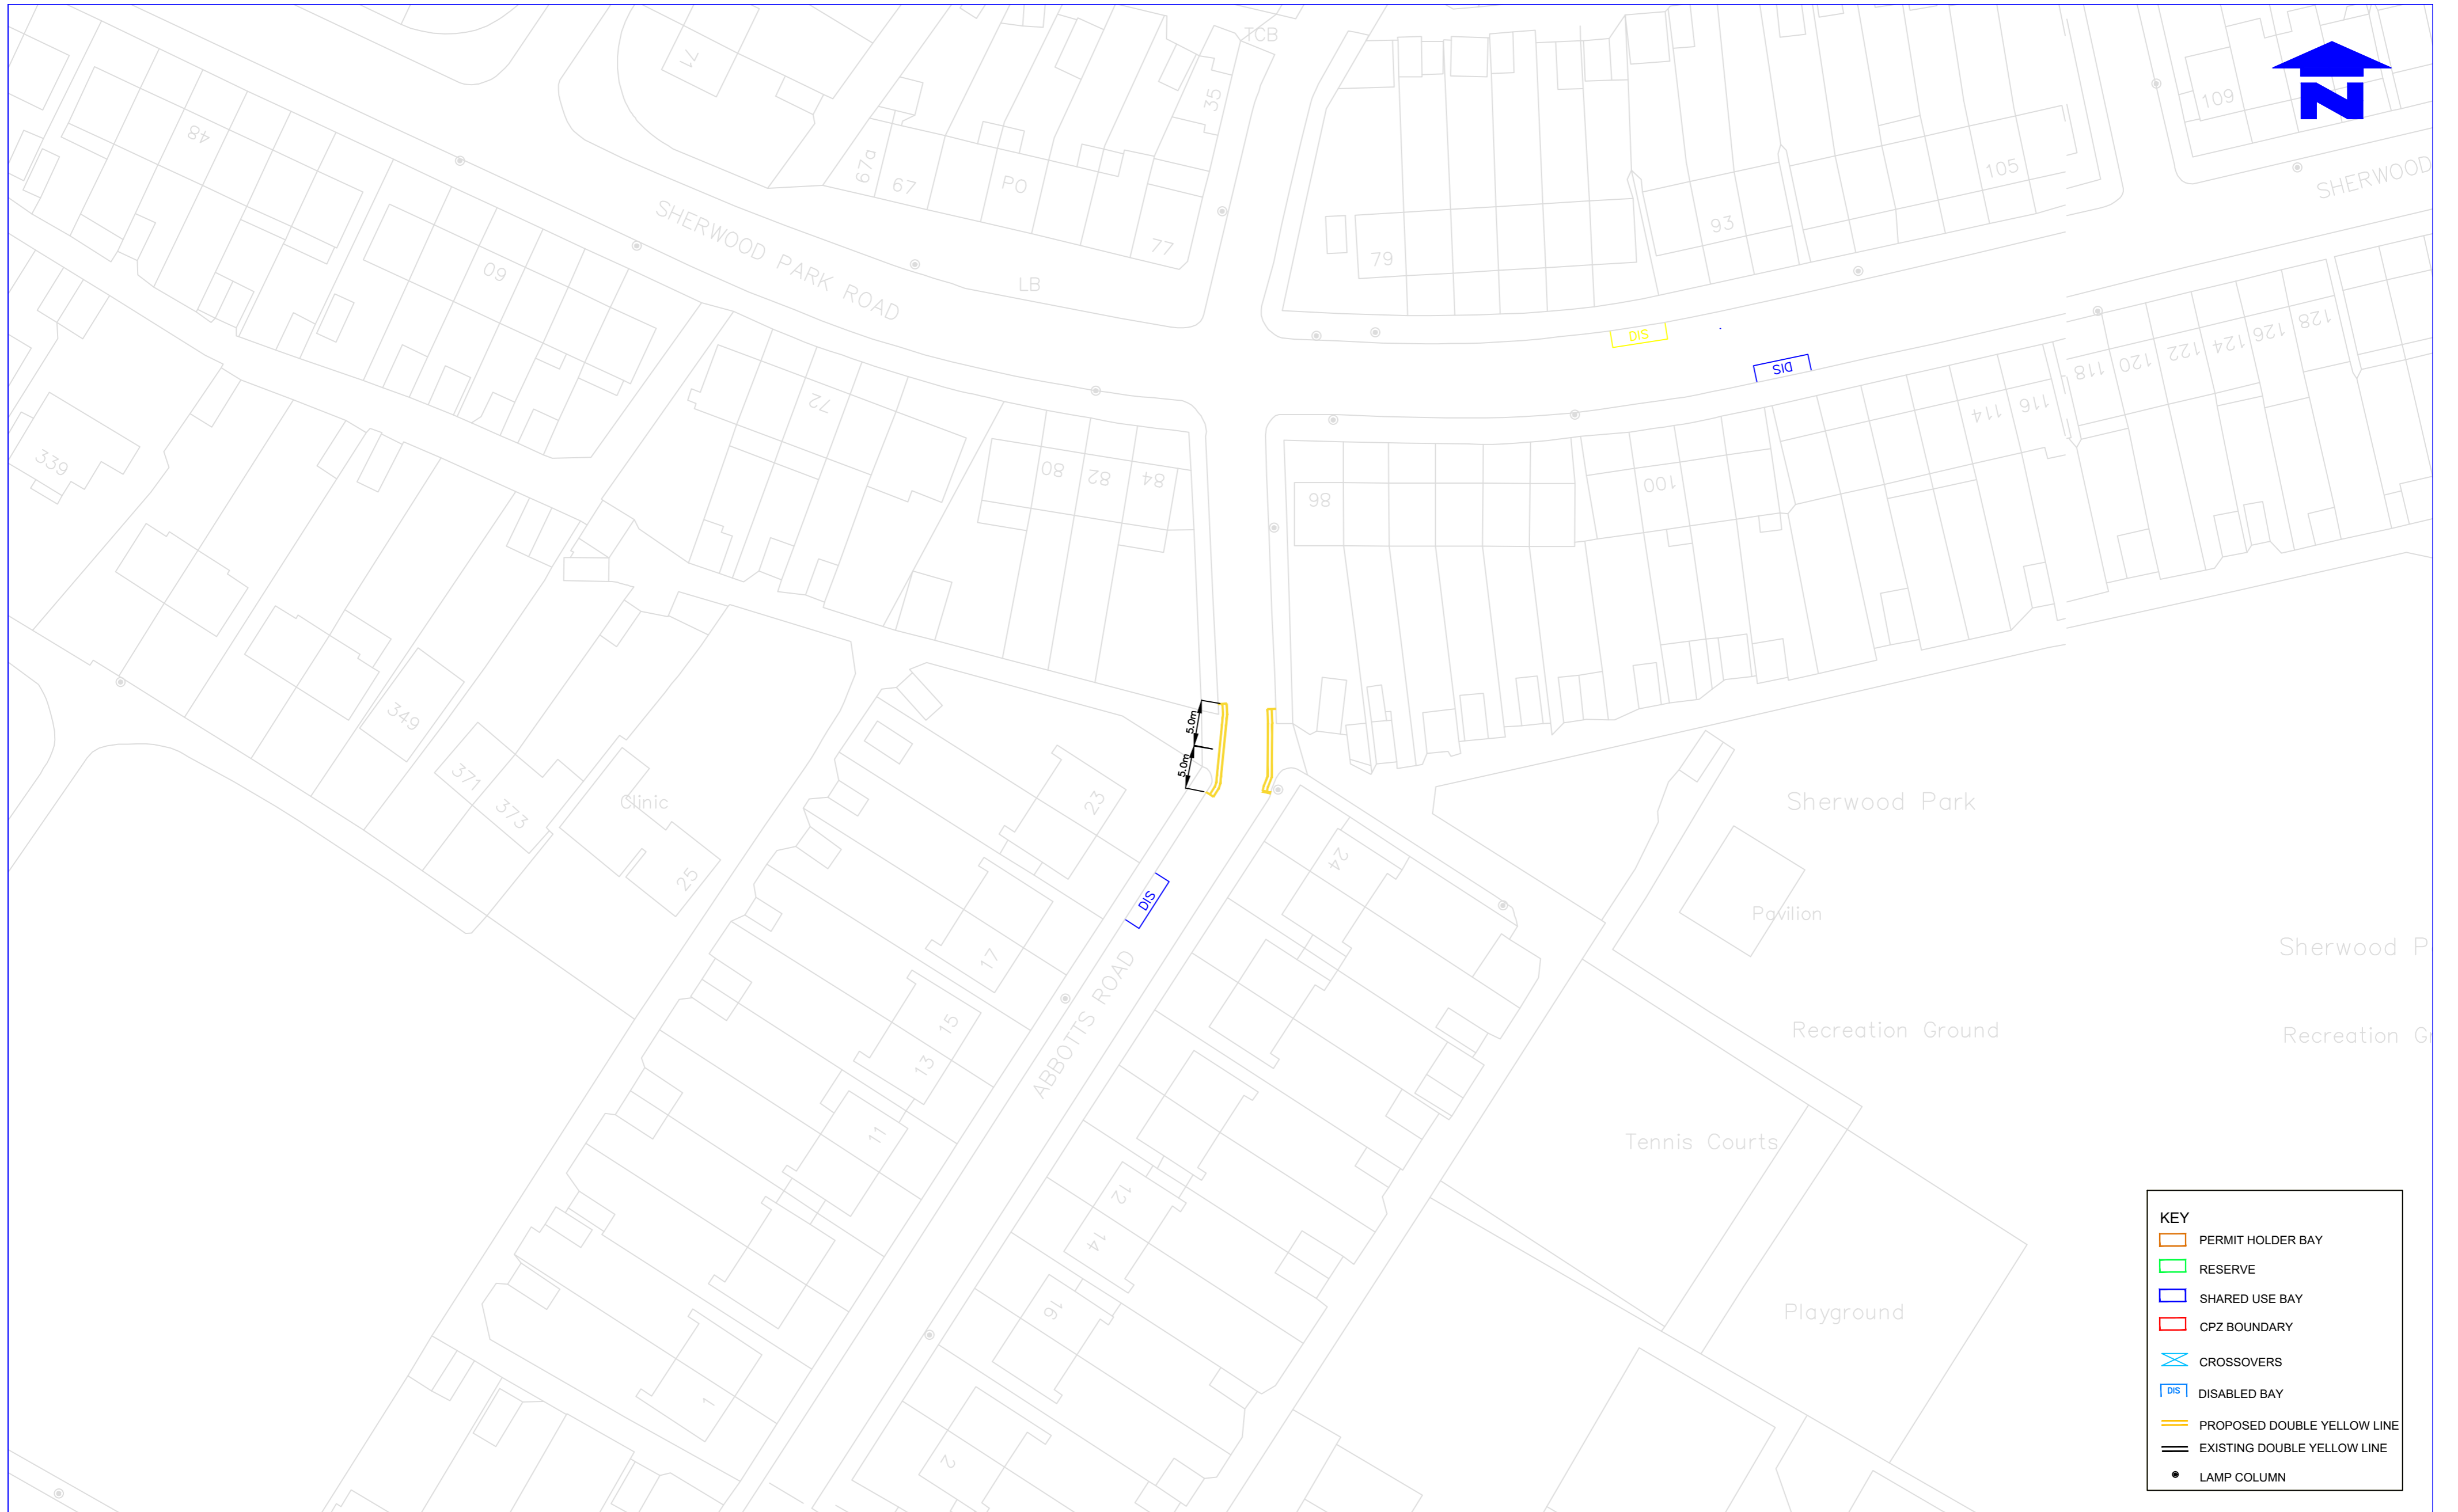 TCB
71
35
109
N
48
67a
67
PO
77
SHERWOOD
105
93
79
SHERWOOD PARK ROAD
60
LB
DIS
DIS
128
126
124
122
120
118
116
114
72
80
82
84
98
100
339
349
371
373
Clinic
25
5.0m
5.0m
23
24
Sherwood Park
Pavilion
Sherwood P
DIS
17
ABBOTTS ROAD
15
13
Recreation Ground
Recreation Gr
11
Tennis Courts
12
14
16
Playground
1
2
KEY
PERMIT HOLDER BAY
RESERVE
SHARED USE BAY
CPZ BOUNDARY
CROSSOVERS
DIS DISABLED BAY
PROPOSED DOUBLE YELLOW LINE
EXISTING DOUBLE YELLOW LINE
LAMP COLUMN